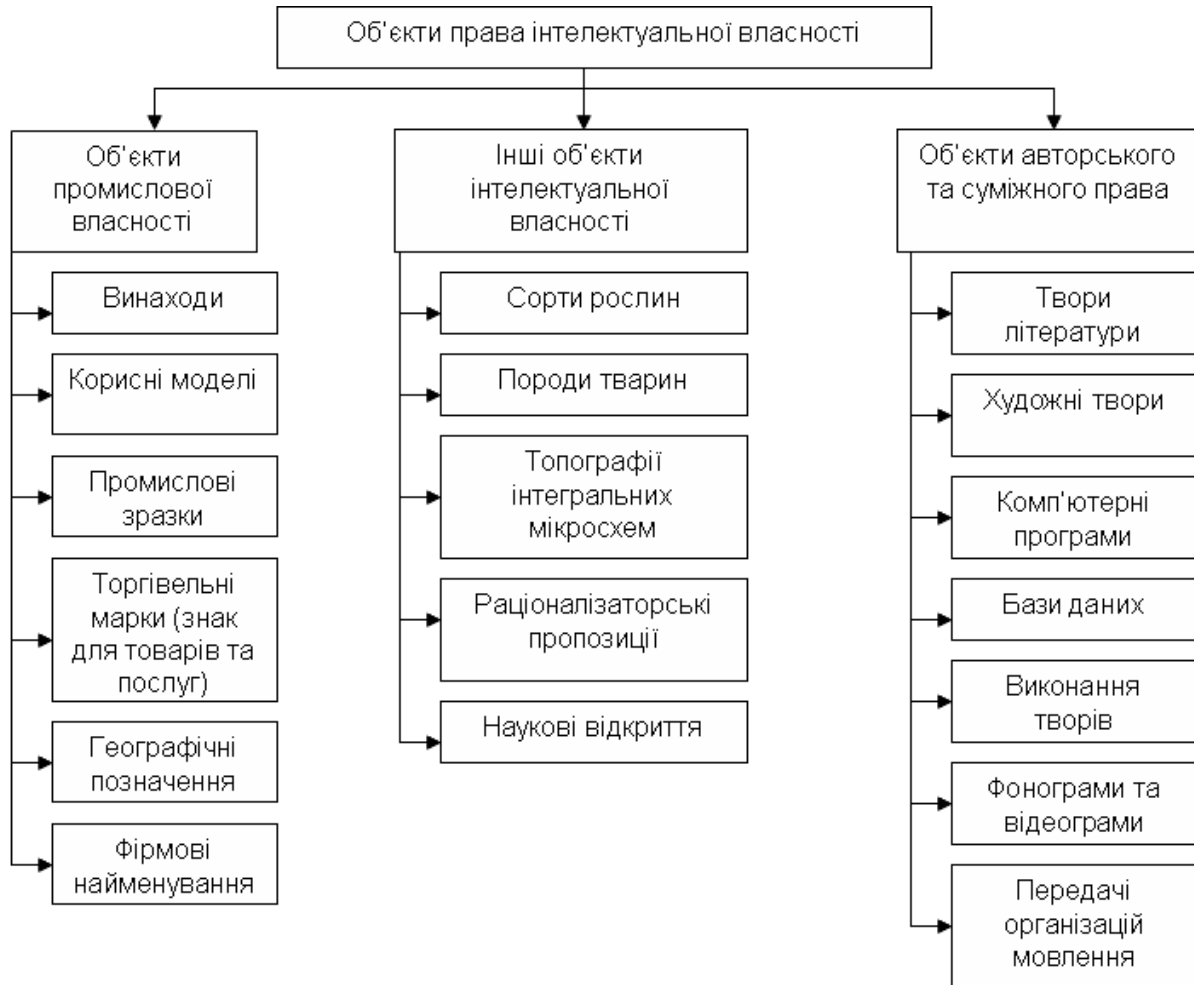 Об'єкти права інтелектуальної власності
Об'єкти
промислової
власності
Винаходи
Корисні моделі
Промислові
зразки
Торгівельні
марки (знак
для товарів та
послуг)
Географічні
позначення
Фірмові
найменування
Інші об'єкти
інтелектуальної
власності
Сорти рослин
Породи тварин
Топографії
інтегральних
мікросхем
Раціоналізаторські
пропозиції
Наукові відкриття
Об'єкти авторського
та суміжного права
Твори
літератури
Художні твори
Комп'ютерні
програми
Бази даних
Виконання
творів
Фонограми та
відеограми
Передачі
організацій
мовлення